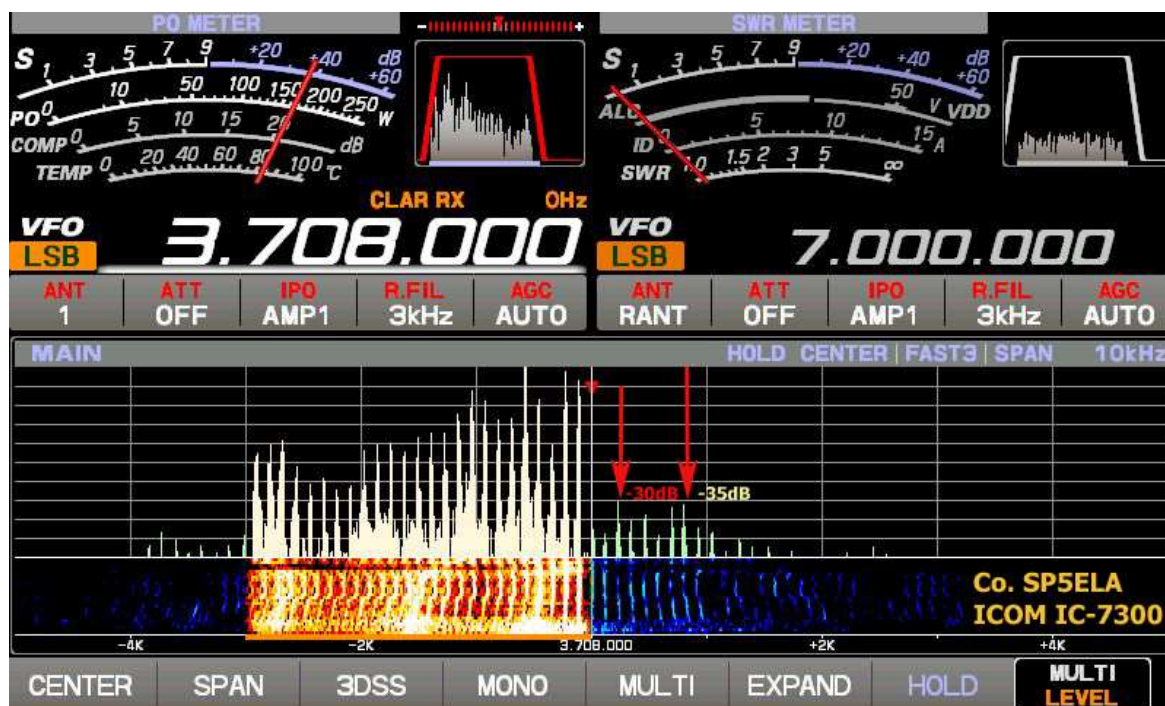 PO METER
- +
SWR METER
S 1 3 5 7 9 +20 +40 +60 dB
PO 0 10 50 100 150 200 250 W
COMP 0 5 10 15 20 dB
TEMP 0 20 40 60 80 100 °C
S 1 3 5 7 9 +20 +40 +60 dB
ALC 50 V VDD
ID 0 5 10 15 A
SWR 1.0 1.5 2 3 5 ∞
CLAR RX 0Hz
VFO
LSB
3.708.000
VFO
LSB
7.000.000
ANT ATT IPO R.FIL AGC
1 OFF AMP1 3kHz AUTO
ANT ATT IPO R.FIL AGC
RANT OFF AMP1 3kHz AUTO
MAIN HOLD CENTER FAST3 SPAN 10kHz
-30dB -35dB
Co. SP5ELA
ICOM IC-7300
-4K -2K 3.708.000 +2K +4K
CENTER SPAN 3DSS MONO MULTI EXPAND HOLD MULTI
LEVEL